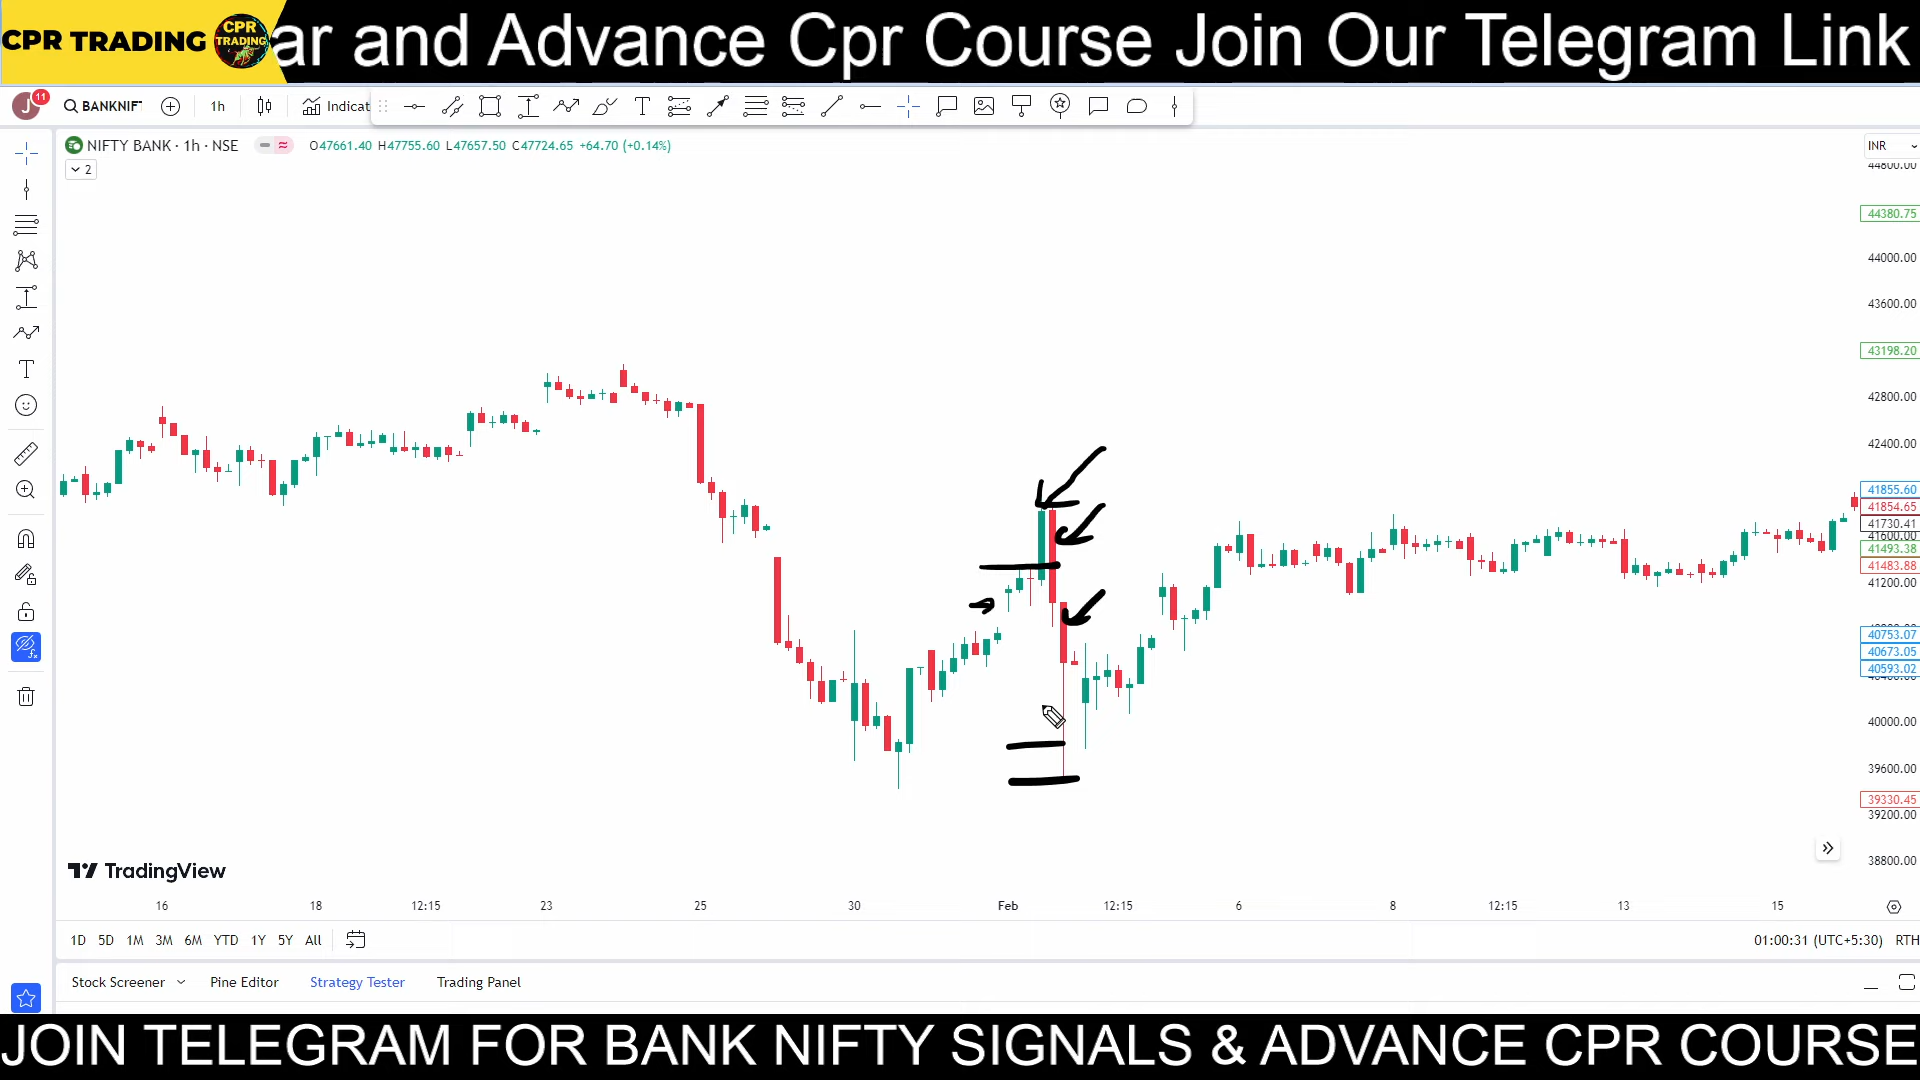 CPR TRADING
CPR
TRADING
ar and Advance Cpr Course Join Our Telegram Link
J
11
BANKNIF
1h
Indicat
NIFTY BANK · 1h · NSE
O47661.40 H47755.60 L47657.50 C47724.65 +64.70 (+0.14%)
2
INR
44800.00
44380.75
44000.00
43600.00
43198.20
42800.00
42400.00
41855.60
41854.65
41730.41
41600.00
41493.38
41483.88
41200.00
40753.07
40673.05
40593.02
40000.00
39600.00
39330.45
39200.00
38800.00
TradingView
16 18 12:15 23 25 30 Feb 12:15 6 8 12:15 13 15
1D 5D 1M 3M 6M YTD 1Y 5Y All
01:00:31 (UTC+5:30) RTH
Stock Screener Pine Editor Strategy Tester Trading Panel
JOIN TELEGRAM FOR BANK NIFTY SIGNALS & ADVANCE CPR COURSE